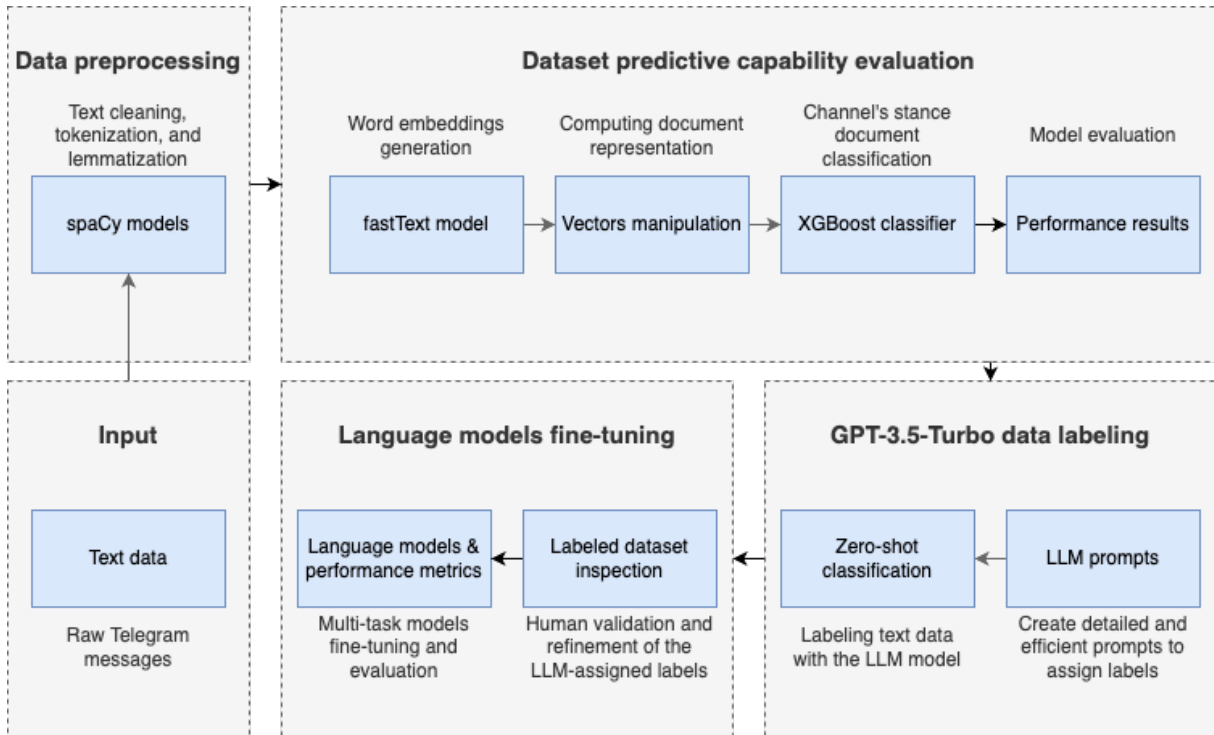 Data preprocessing
Text cleaning,
tokenization, and
lemmatization
spaCy models
Dataset predictive capability evaluation
Word embeddings
generation
fastText model
Computing document
representation
Vectors manipulation
Channel's stance
document
classification
XGBoost classifier
Model evaluation
Performance results
Input
Text data
Raw Telegram
messages
Language models fine-tuning
Language models &
performance metrics
Multi-task models
fine-tuning and
evaluation
Labeled dataset
inspection
Human validation and
refinement of the
LLM-assigned labels
GPT-3.5-Turbo data labeling
Zero-shot
classification
Labeling text data
with the LLM model
LLM prompts
Create detailed and
efficient prompts to
assign labels